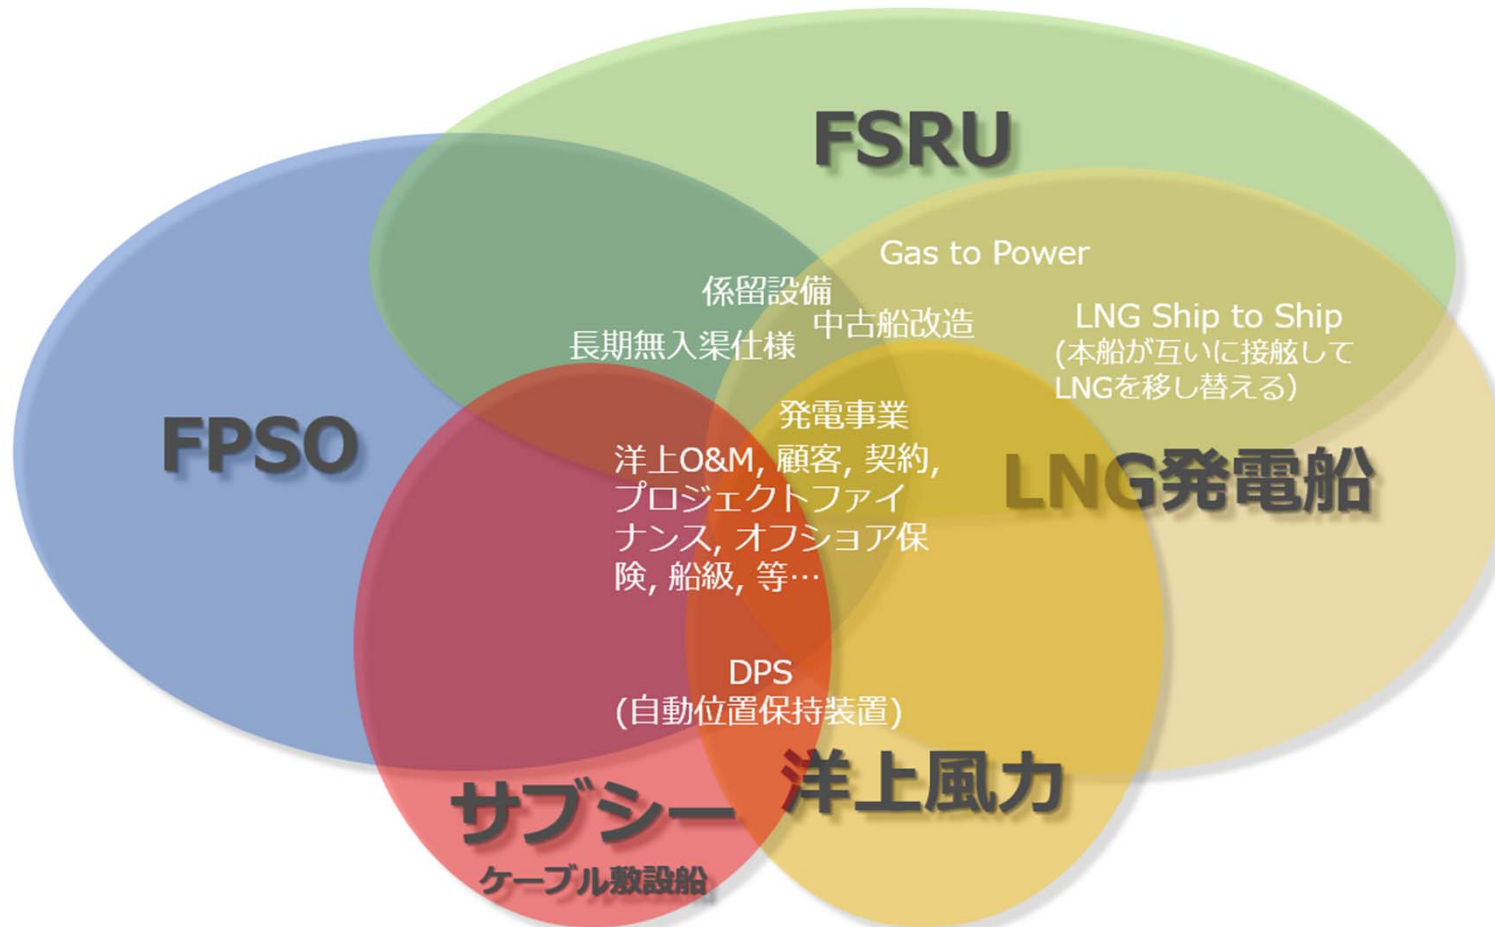 FSRU
Gas to Power
係留設備
中古船改造
LNG Ship to Ship
(本船が互いに接舷して
LNGを移し替える)
長期無入渠仕様
FPSO
発電事業
洋上O&M, 顧客, 契約,
プロジェクトファイ
ナンス, オフショア保
険, 船級, 等…
LNG発電船
DPS
(自動位置保持装置)
サブシー
ケーブル敷設船
洋上風力